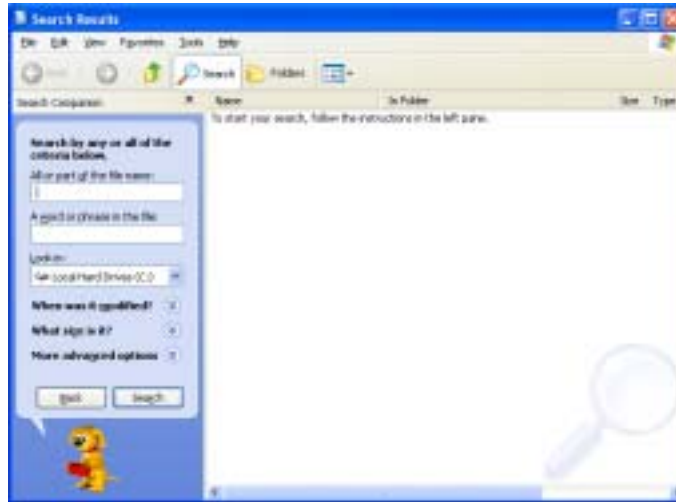 Search Results
File Edit View Favorites Tools Help
Search Folders
Search Companion Name In Folder Size Type
To start your search, follow the instructions in the left pane.
Search by any or all of the
criteria below.
All or part of the file name:
A word or phrase in the file:
Look in:
Local Hard Drives (C:)
When was it modified?
What size is it?
More advanced options
Back Search